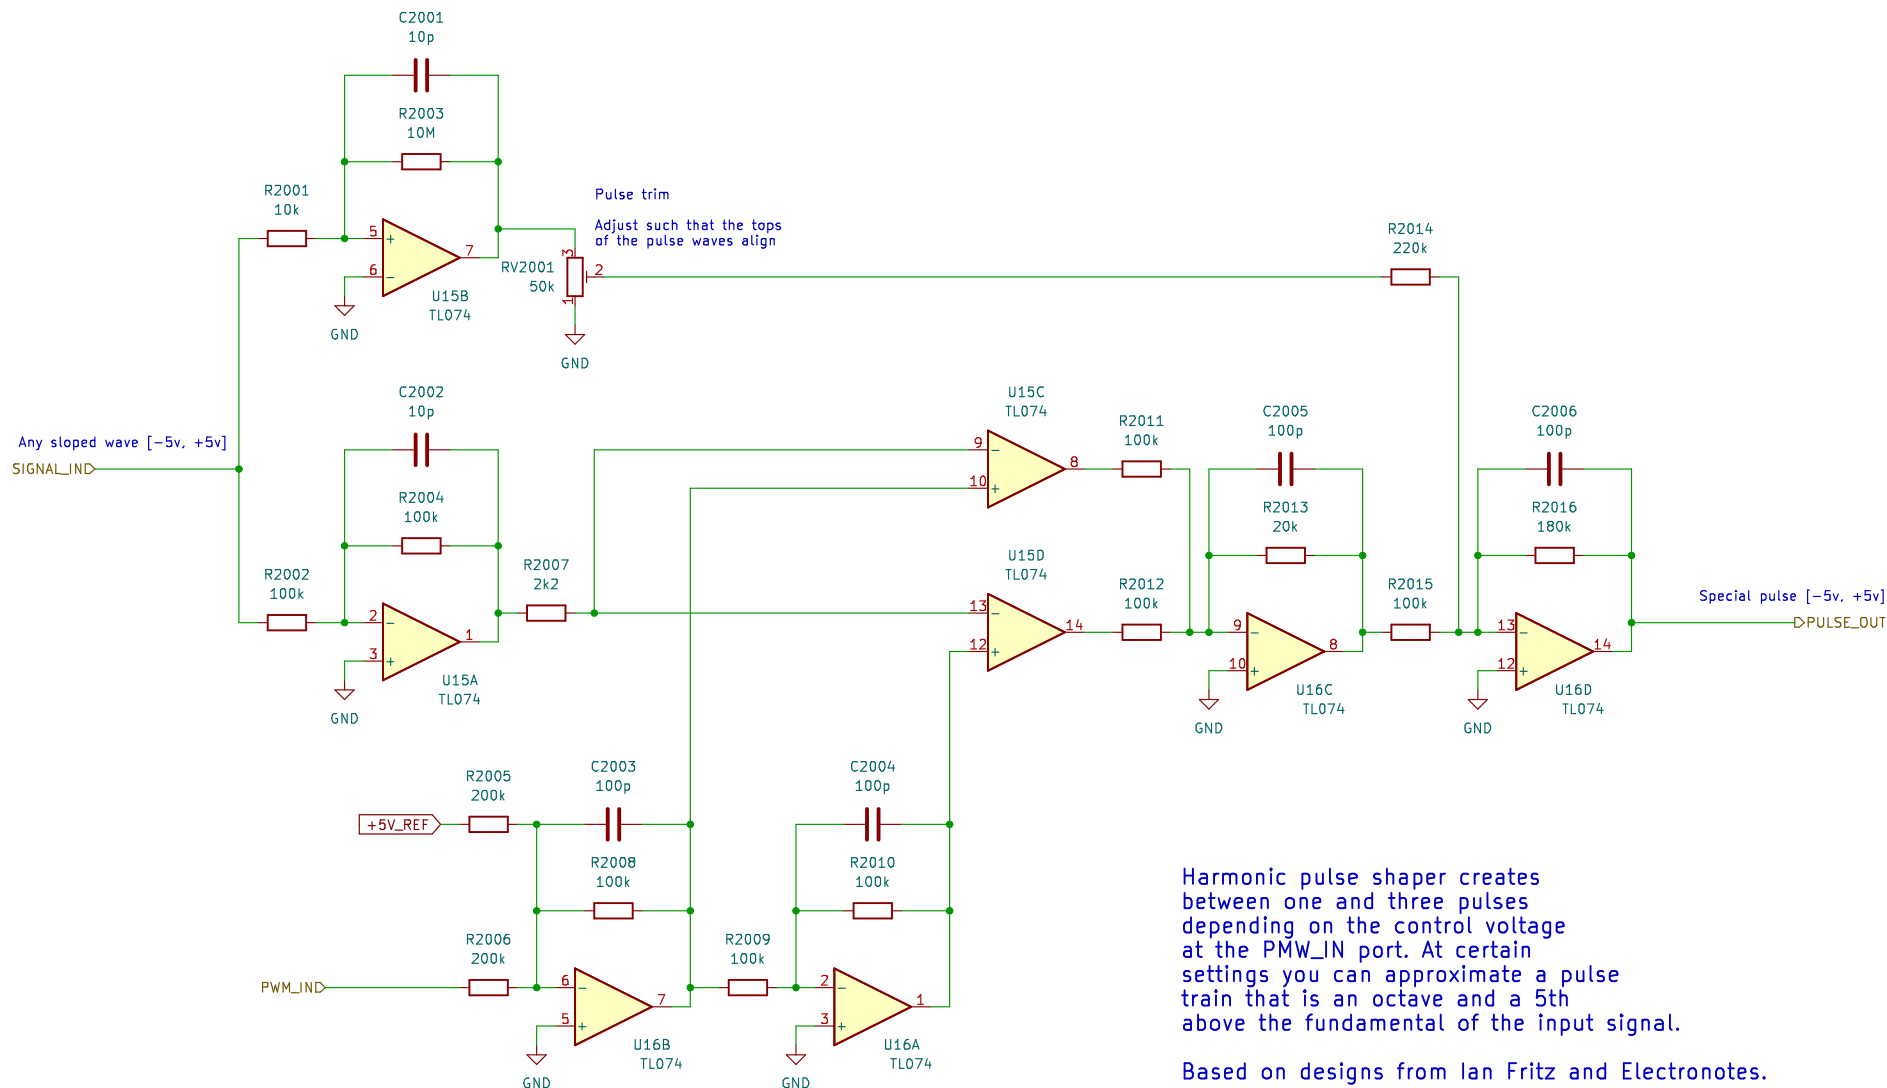 C2001
10p
R2003
10M
R2001
10k
5
+
6
−
7
U15B
TL074
GND
Pulse trim
Adjust such that the tops
of the pulse waves align
RV2001
50k
3
2
1
GND
R2014
220k
Any sloped wave [-5v, +5v]
SIGNAL_IN
C2002
10p
R2004
100k
R2002
100k
2
−
3
+
1
U15A
TL074
GND
R2007
2k2
U15C
TL074
9
−
10
+
8
R2011
100k
U15D
TL074
13
−
12
+
14
R2012
100k
C2005
100p
R2013
20k
9
−
10
+
8
U16C
TL074
GND
R2015
100k
C2006
100p
R2016
180k
13
−
12
+
14
U16D
TL074
GND
Special pulse [-5v, +5v]
PULSE_OUT
R2005
200k
+5V_REF
C2003
100p
R2008
100k
R2006
200k
PWM_IN
6
−
5
+
7
U16B
TL074
GND
C2004
100p
R2010
100k
R2009
100k
2
−
3
+
1
U16A
TL074
GND
Harmonic pulse shaper creates
between one and three pulses
depending on the control voltage
at the PMW_IN port. At certain
settings you can approximate a pulse
train that is an octave and a 5th
above the fundamental of the input signal.
Based on designs from Ian Fritz and Electronotes.